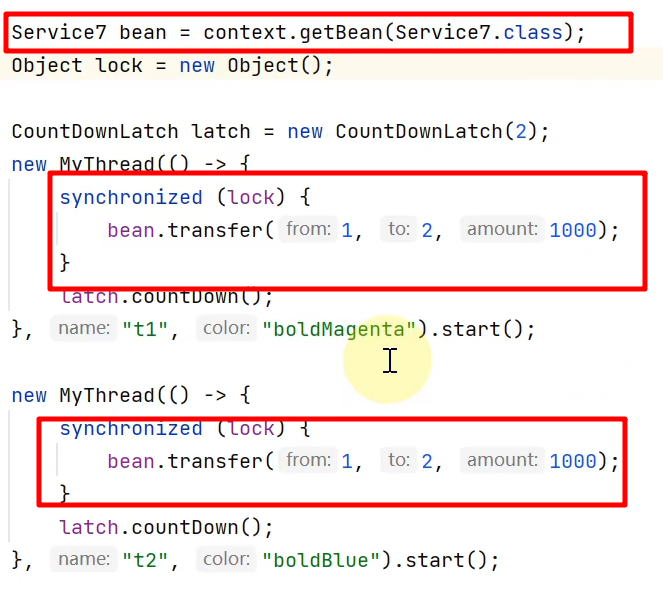 Service7 bean = context.getBean(Service7.class);
Object lock = new Object();
CountDownLatch latch = new CountDownLatch(2);
new MyThread(() -> {
synchronized (lock) {
bean.transfer( from: 1, to: 2, amount: 1000);
}
latch.countDown();
}, name: "t1", color: "boldMagenta").start();
new MyThread(() -> {
synchronized (lock) {
bean.transfer( from: 1, to: 2, amount: 1000);
}
latch.countDown();
}, name: "t2", color: "boldBlue").start();